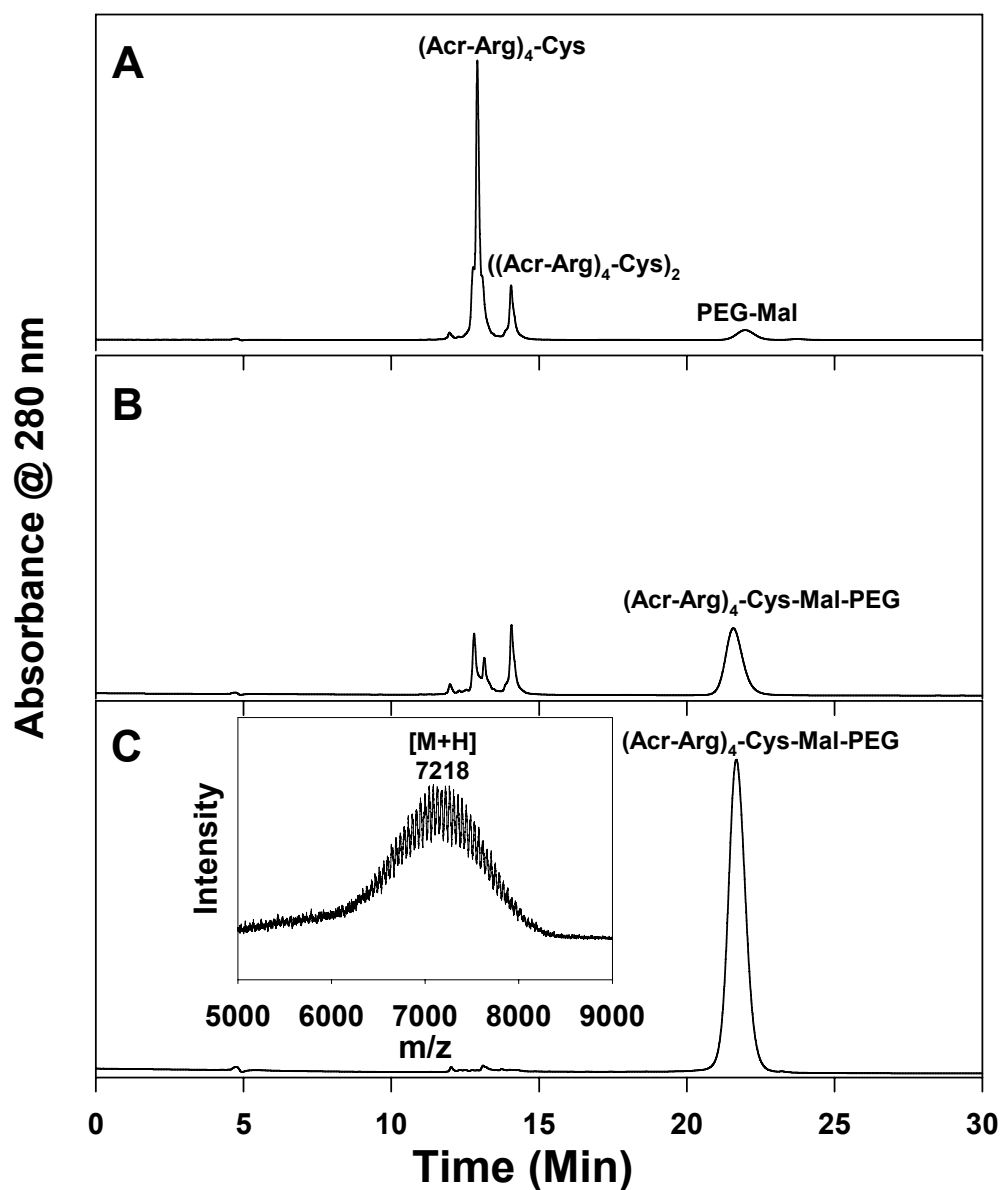 Absorbance @ 280 nm
A
(Acr-Arg)4-Cys
((Acr-Arg)4-Cys)2
PEG-Mal
B
(Acr-Arg)4-Cys-Mal-PEG
C
(Acr-Arg)4-Cys-Mal-PEG
[M+H]
7218
Intensity
5000 6000 7000 8000 9000
m/z
0 5 10 15 20 25 30
Time (Min)